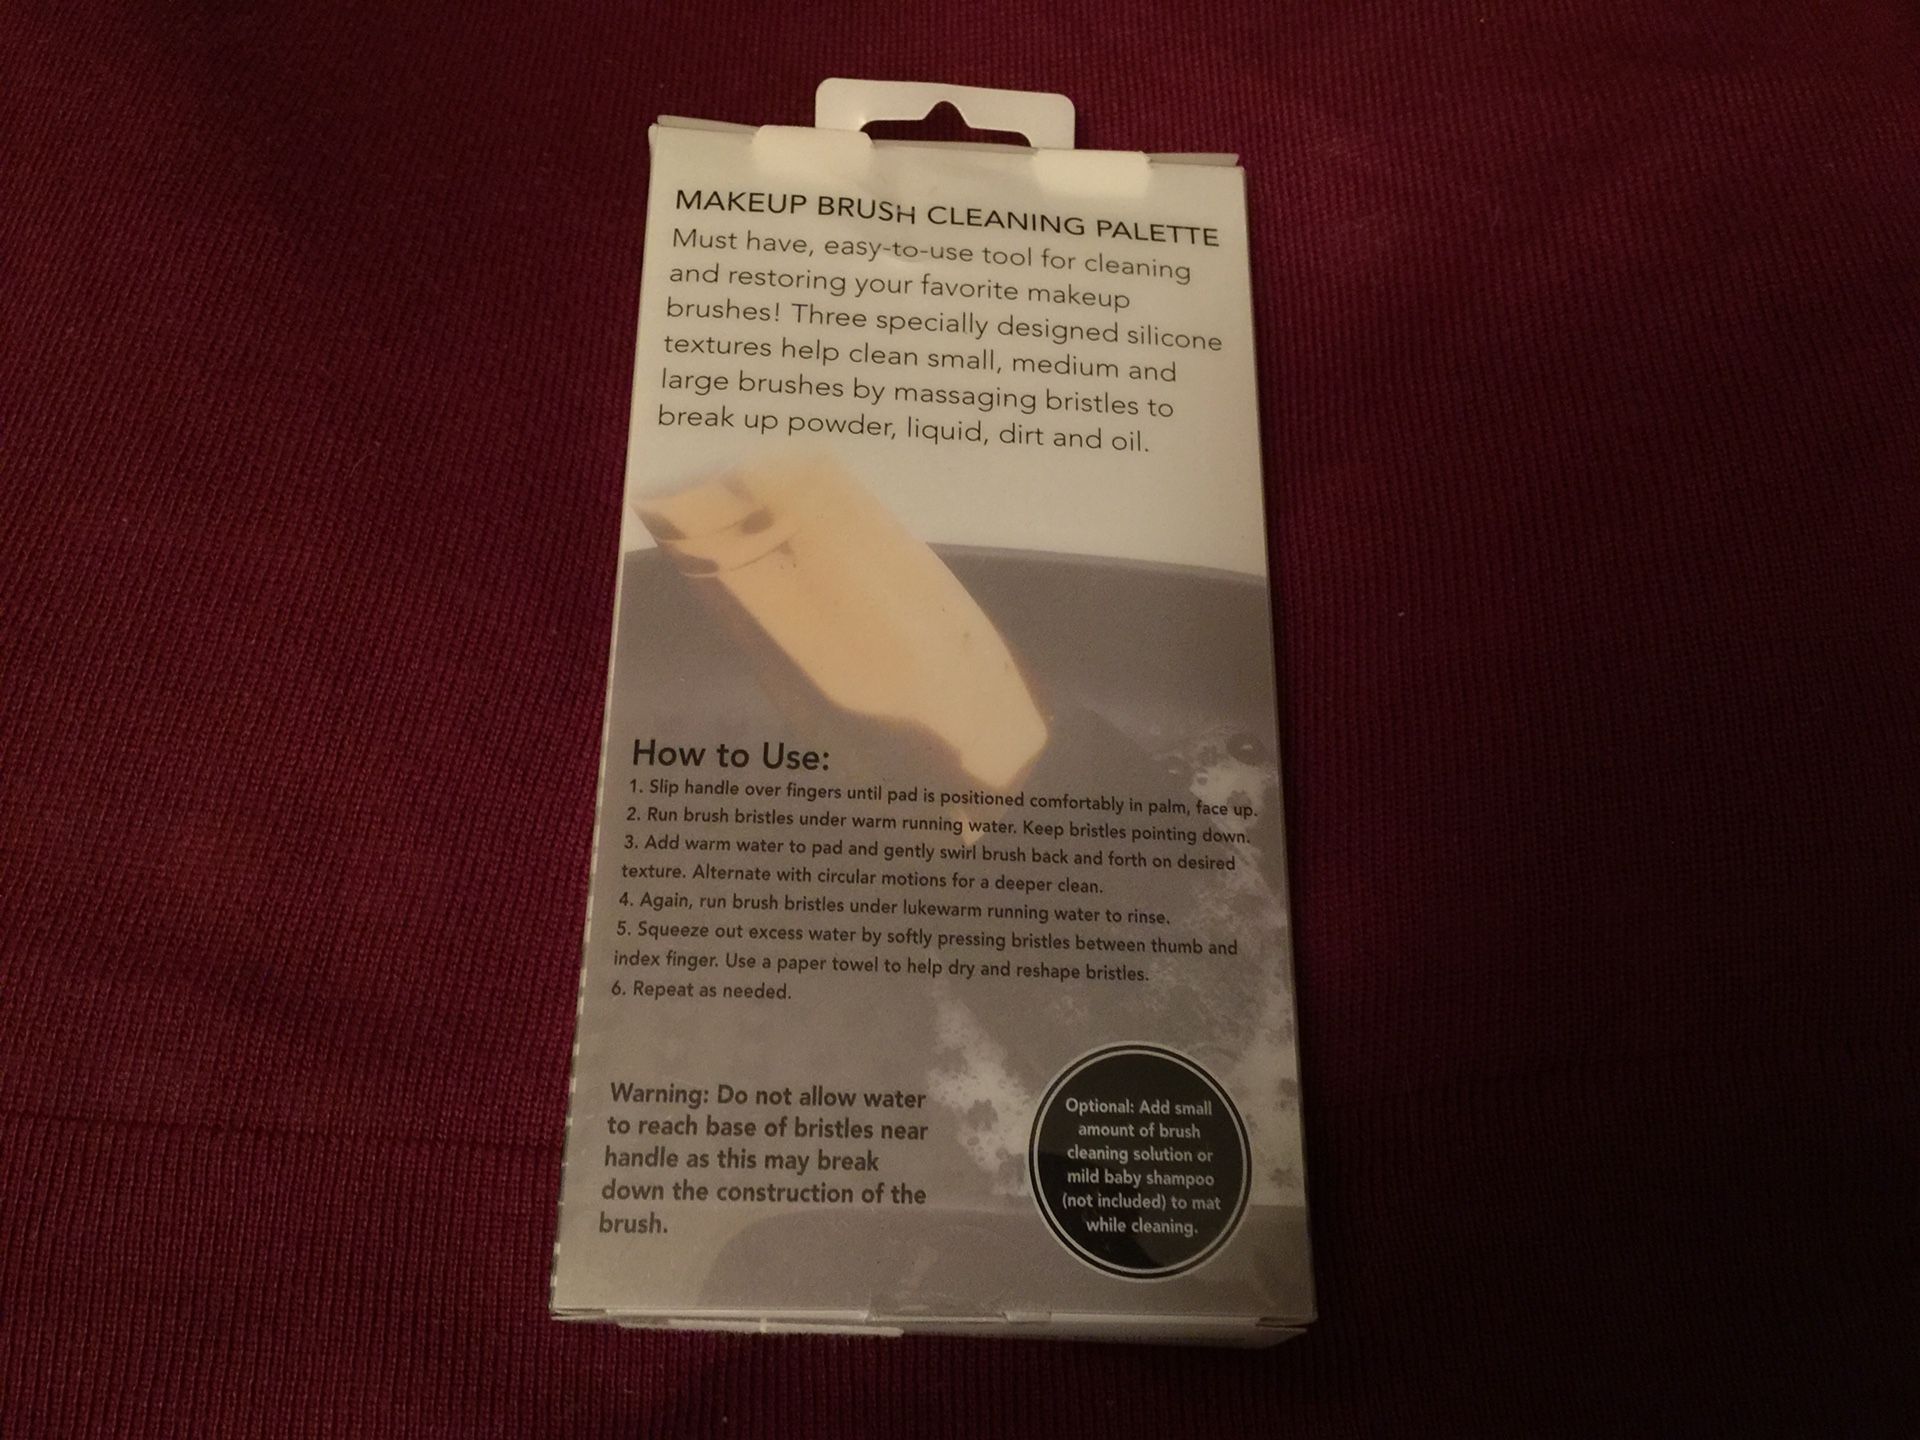 MAKEUP BRUSH CLEANING PALETTE
Must have, easy-to-use tool for cleaning
and restoring your favorite makeup
brushes! Three specially designed silicone
textures help clean small, medium and
large brushes by massaging bristles to
break up powder, liquid, dirt and oil.
How to Use:
1. Slip handle over fingers until pad is positioned comfortably in palm, face up.
2. Run brush bristles under warm running water. Keep bristles pointing down.
3. Add warm water to pad and gently swirl brush back and forth on desired
texture. Alternate with circular motions for a deeper clean.
4. Again, run brush bristles under lukewarm running water to rinse.
5. Squeeze out excess water by softly pressing bristles between thumb and
index finger. Use a paper towel to help dry and reshape bristles.
6. Repeat as needed.
Warning: Do not allow water
to reach base of bristles near
handle as this may break
down the construction of the
brush.
Optional: Add small
amount of brush
cleaning solution or
mild baby shampoo
(not included) to mat
while cleaning.